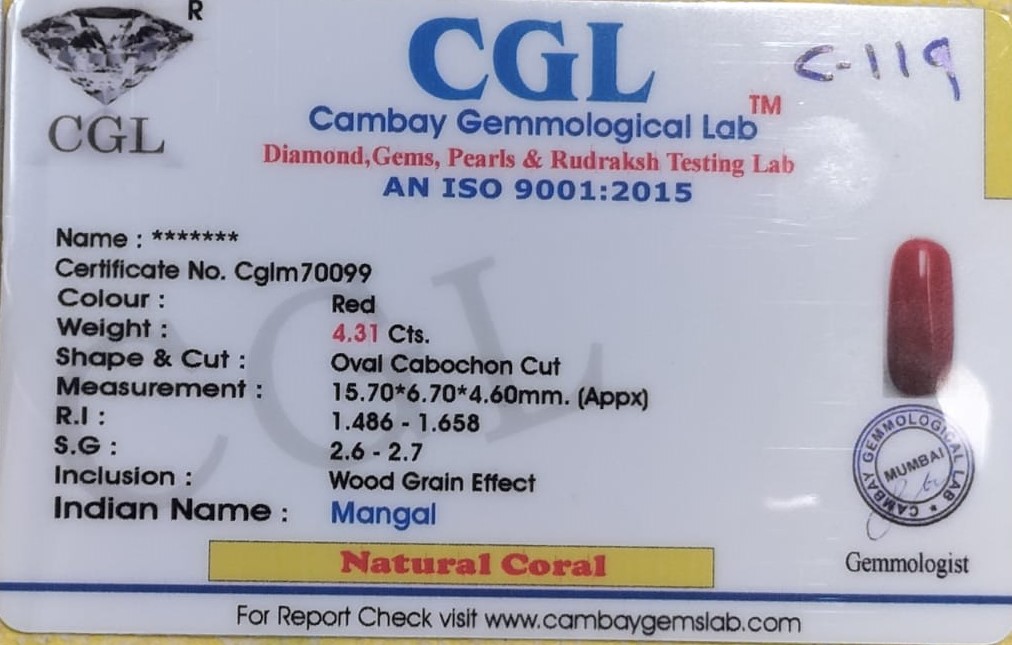 R
CGL
CGL
C-119
TM
Cambay Gemmological Lab
Diamond,Gems, Pearls & Rudraksh Testing Lab
AN ISO 9001:2015
Name : *******
Certificate No. Cglm70099
Colour : Red
Weight : 4.31 Cts.
Shape & Cut : Oval Cabochon Cut
Measurement : 15.70*6.70*4.60mm. (Appx)
R.I : 1.486 - 1.658
S.G : 2.6 - 2.7
Inclusion : Wood Grain Effect
Indian Name : Mangal
CGL
CAMBAY GEMMOLOGICAL LAB
MUMBAI
Natural Coral
Gemmologist
For Report Check visit www.cambaygemslab.com